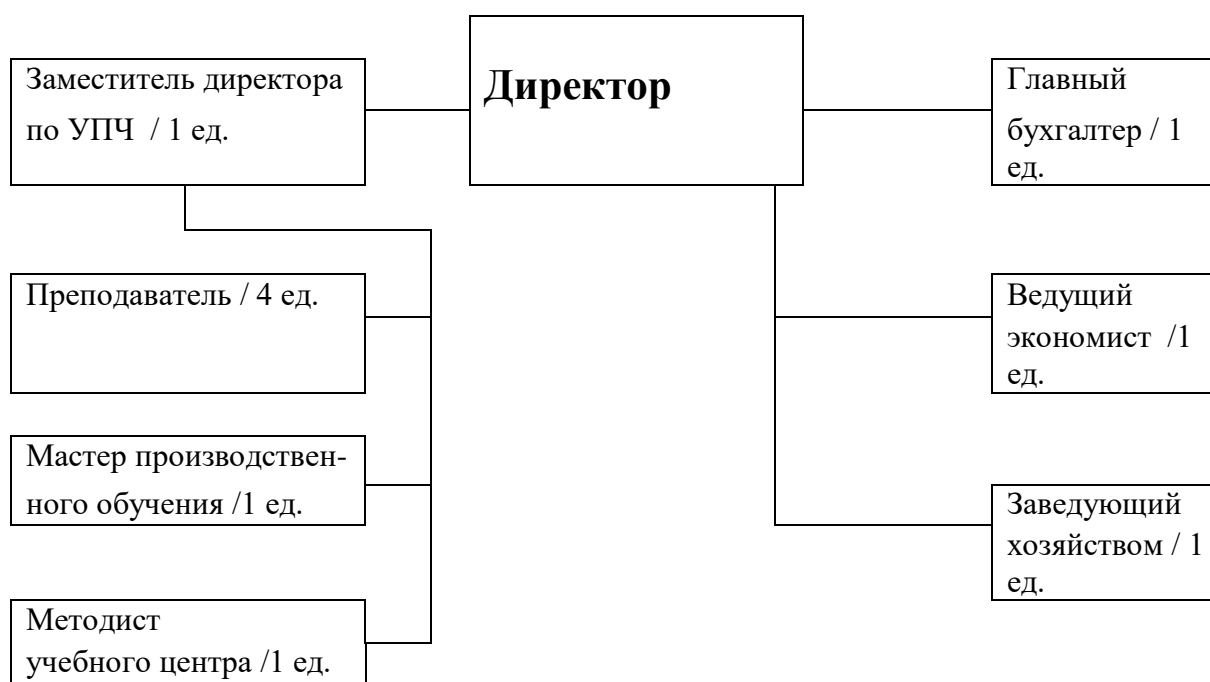 Директор
Заместитель директора
по УПЧ / 1 ед.
Главный
бухгалтер / 1
ед.
Преподаватель / 4 ед.
Ведущий
экономист /1
ед.
Мастер производствен-
ного обучения /1 ед.
Заведующий
хозяйством / 1
ед.
Методист
учебного центра /1 ед.